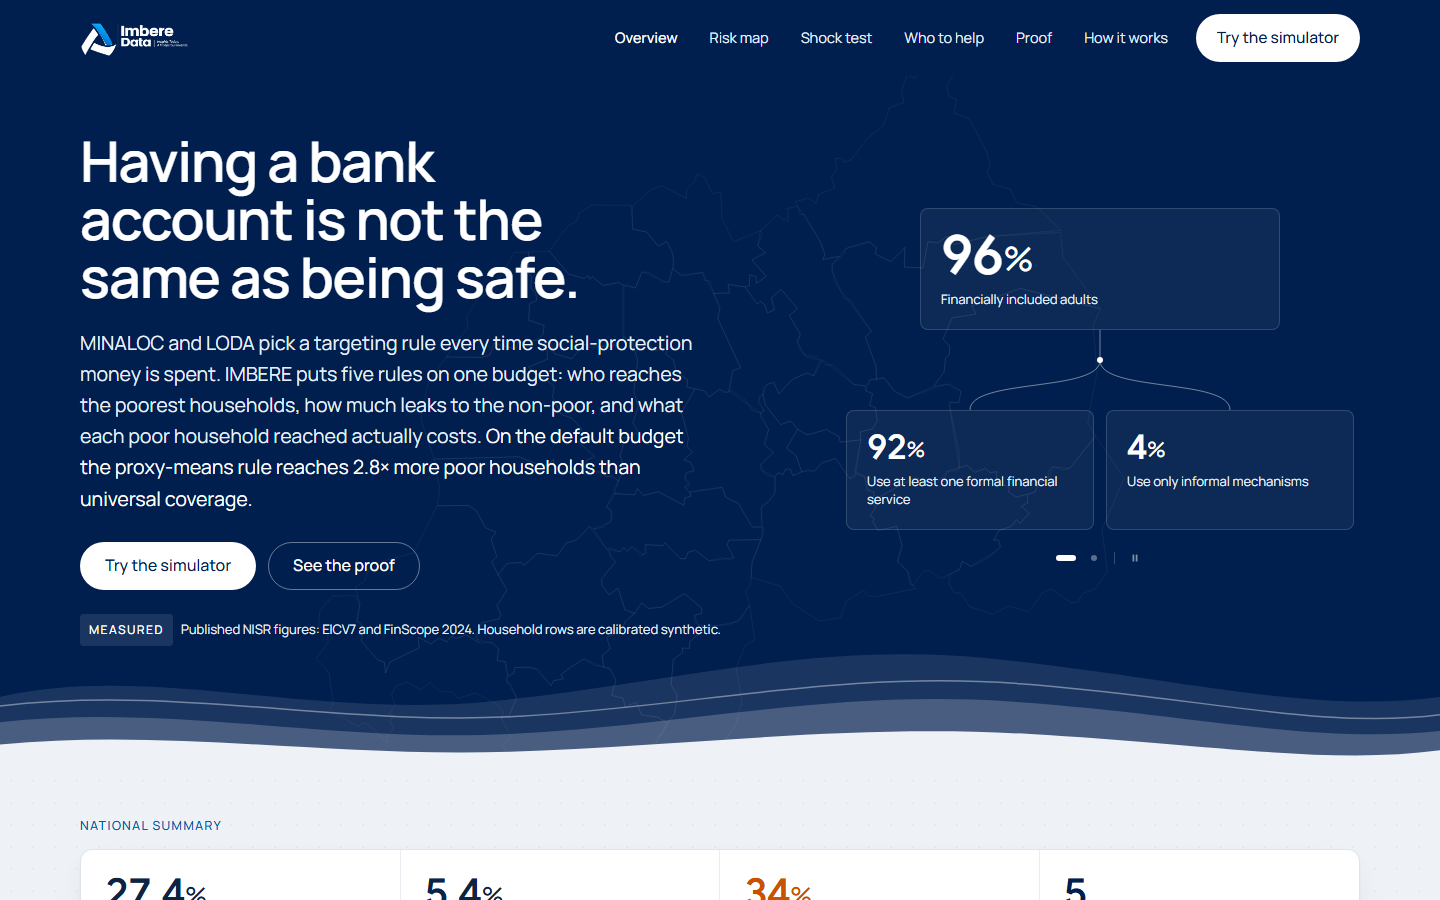 Imbere
Data
Overview
Risk map
Shock test
Who to help
Proof
How it works
Try the simulator
Having a bank
account is not the
same as being safe.
MINALOC and LODA pick a targeting rule every time social-protection
money is spent. IMBERE puts five rules on one budget: who reaches
the poorest households, how much leaks to the non-poor, and what
each poor household reached actually costs. On the default budget
the proxy-means rule reaches 2.8× more poor households than
universal coverage.
Try the simulator
See the proof
MEASURED
Published NISR figures: EICV7 and FinScope 2024. Household rows are calibrated synthetic.
96%
Financially included adults
92%
Use at least one formal financial
service
4%
Use only informal mechanisms
NATIONAL SUMMARY
27.4%
5.4%
34%
5